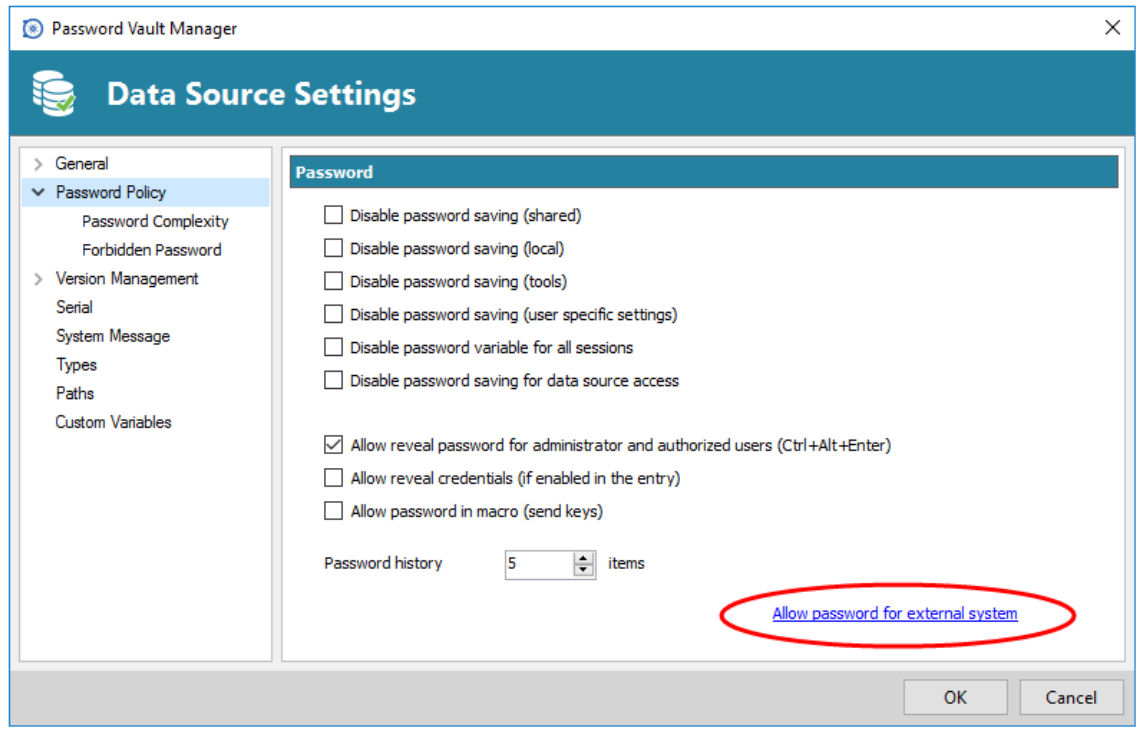 Password Vault Manager
Data Source Settings
General
Password Policy
Password Complexity
Forbidden Password
Version Management
Serial
System Message
Types
Paths
Custom Variables
Password
Disable password saving (shared)
Disable password saving (local)
Disable password saving (tools)
Disable password saving (user specific settings)
Disable password variable for all sessions
Disable password saving for data source access
Allow reveal password for administrator and authorized users (Ctrl+Alt+Enter)
Allow reveal credentials (if enabled in the entry)
Allow password in macro (send keys)
Password history 5 items
Allow password for external system
OK Cancel